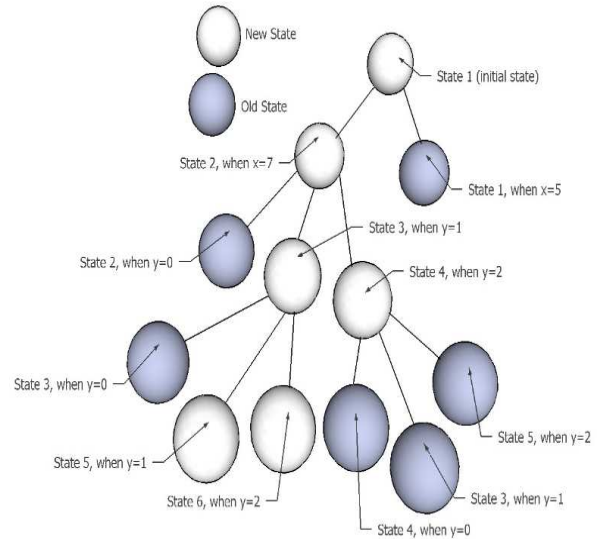 New State
State 1 (initial state)
Old State
State 2, when x=7
State 1, when x=5
State 3, when y=1
State 2, when y=0
State 4, when y=2
State 3, when y=0
State 5, when y=2
State 5, when y=1
State 6, when y=2
State 3, when y=1
State 4, when y=0